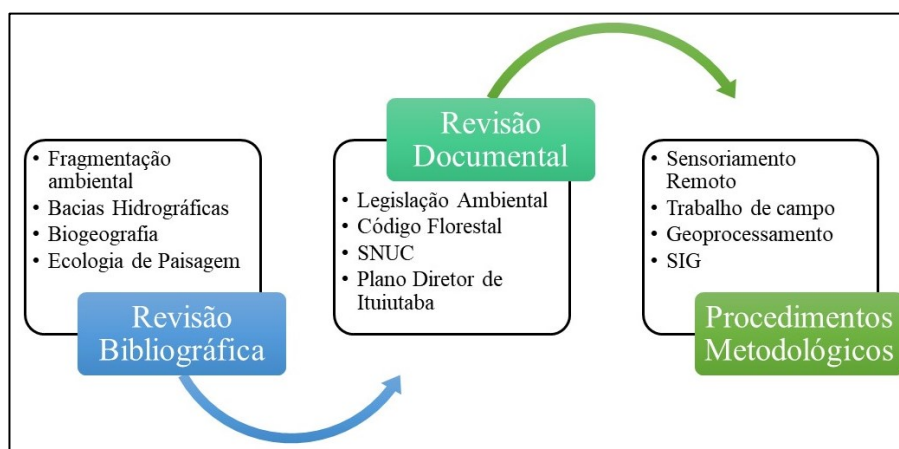 • Fragmentação
ambiental
• Bacias Hidrográficas
• Biogeografia
• Ecologia de Paisagem
Revisão
Bibliográfica
Revisão
Documental
• Legislação Ambiental
• Código Florestal
• SNUC
• Plano Diretor de
Ituiutaba
• Sensoriamento
Remoto
• Trabalho de campo
• Geoprocessamento
• SIG
Procedimentos
Metodológicos